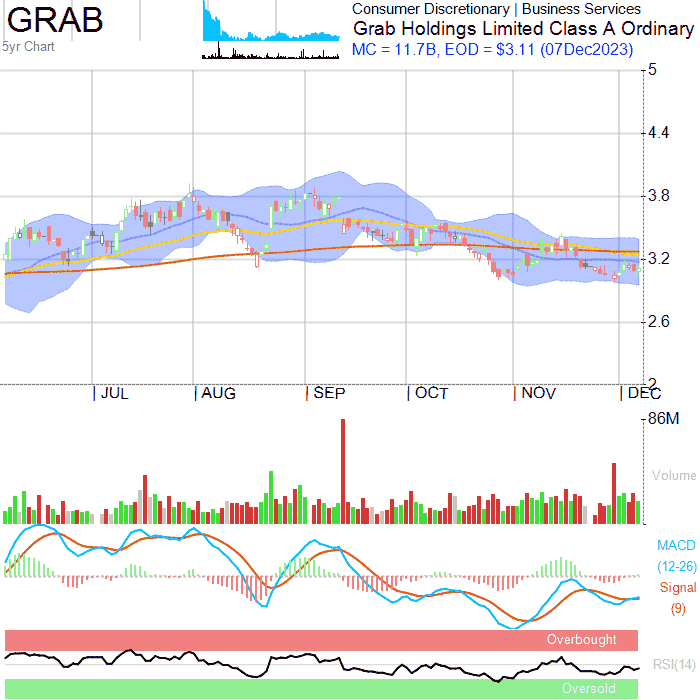 GRAB
5yr Chart
Consumer Discretionary | Business Services
Grab Holdings Limited Class A Ordinary
MC = 11.7B, EOD = $3.11 (07Dec2023)
5
4.4
3.8
3.2
2.6
2
JUL
AUG
SEP
OCT
NOV
DEC
86M
Volume
MACD
(12-26)
Signal
(9)
Overbought
RSI(14)
Oversold